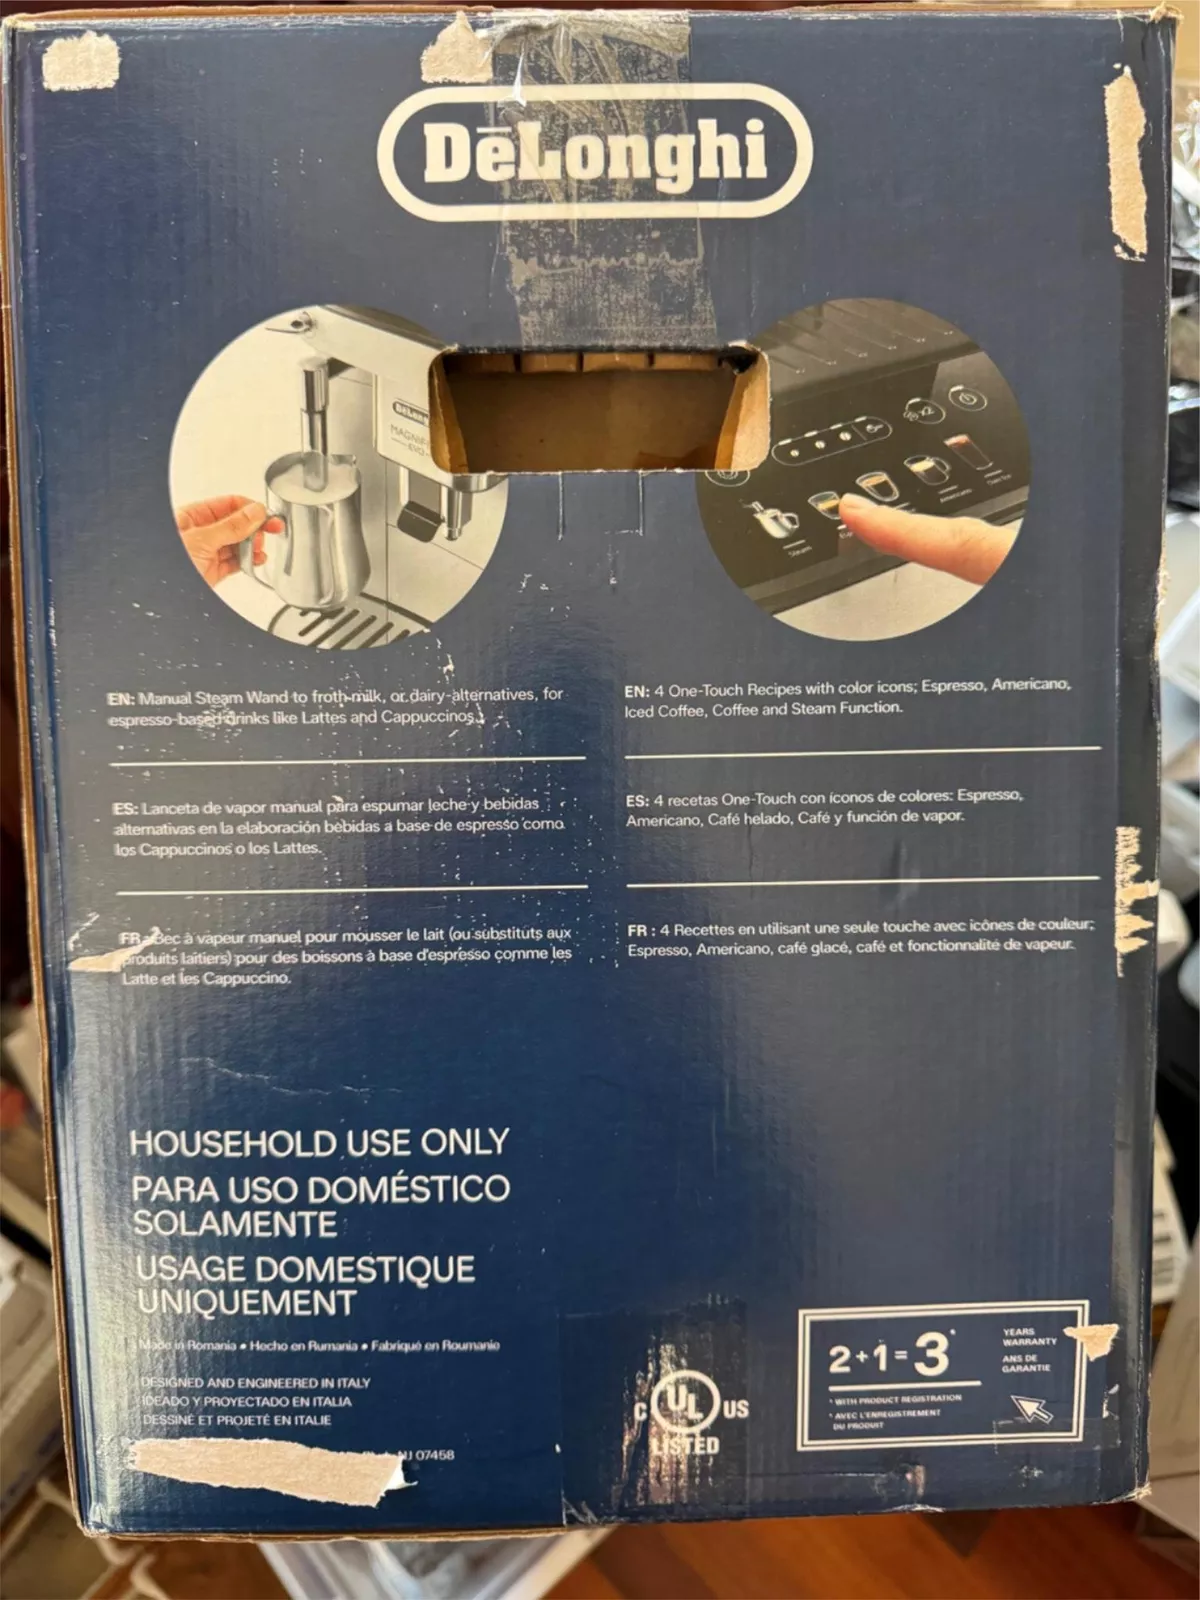 DeLonghi
DeLong
MAGNIF
EVO
x2
Steam
Americano
EN: Manual Steam Wand to froth milk, or dairy-alternatives, for
espresso-based drinks like Lattes and Cappuccinos.
ES: Lanceta de vapor manual para espumar leche y bebidas
alternativas en la elaboración bebidas a base de espresso como
los Cappuccinos o los Lattes.
FR: Bec à vapeur manuel pour mousser le lait (ou substituts aux
produits laitiers) pour des boissons à base d'espresso comme les
Latte et les Cappuccino.
EN: 4 One-Touch Recipes with color icons; Espresso, Americano,
Iced Coffee, Coffee and Steam Function.
ES: 4 recetas One-Touch con íconos de colores: Espresso,
Americano, Café helado, Café y función de vapor.
FR : 4 Recettes en utilisant une seule touche avec icônes de couleur;
Espresso, Americano, café glacé, café et fonctionnalité de vapeur.
HOUSEHOLD USE ONLY
PARA USO DOMÉSTICO
SOLAMENTE
USAGE DOMESTIQUE
UNIQUEMENT
Made in Romania • Hecho en Rumania • Fabriqué en Roumanie
DESIGNED AND ENGINEERED IN ITALY
IDEADO Y PROYECTADO EN ITALIA
DESSINÉ ET PROJETÉ EN ITALIE
NJ 07458
C UL US
LISTED
2+1=3*
YEARS
WARRANTY
ANS DE
GARANTIE
* WITH PRODUCT REGISTRATION
* AVEC L'ENREGISTREMENT
DU PRODUIT